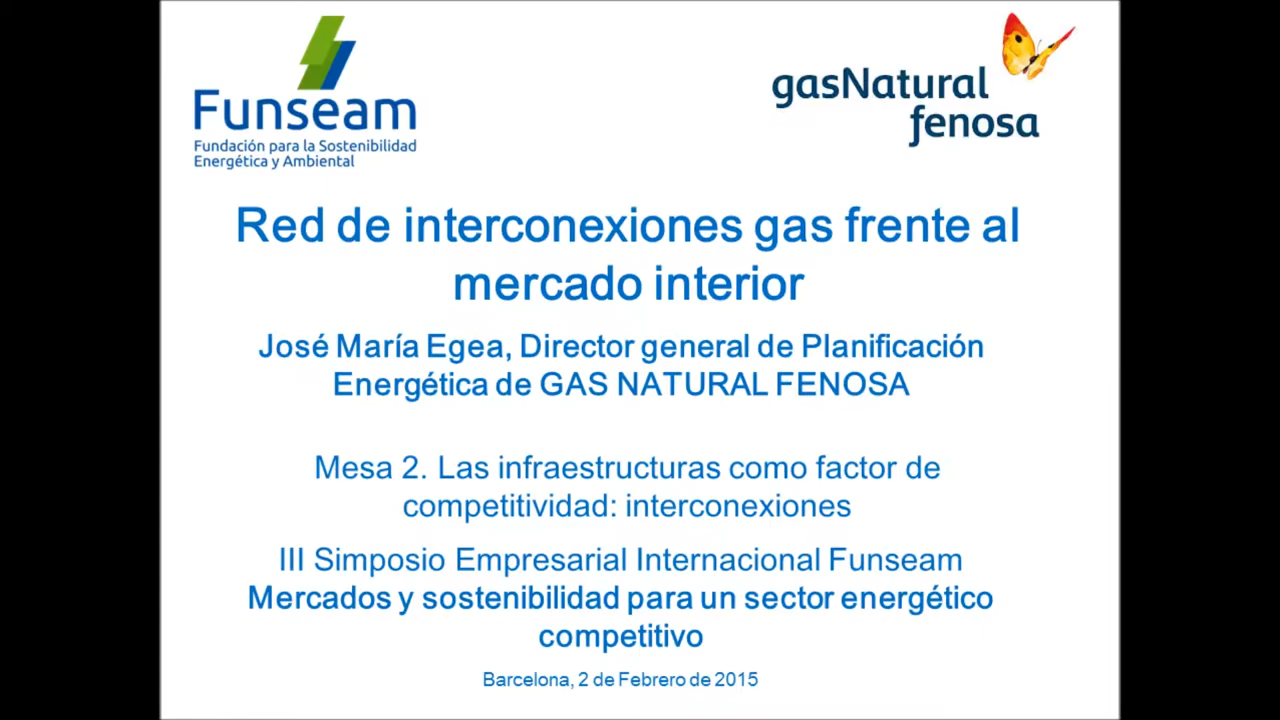 Funseam
Fundación para la Sostenibilidad
Energética y Ambiental
gasNatural
fenosa
Red de interconexiones gas frente al
mercado interior
José María Egea, Director general de Planificación
Energética de GAS NATURAL FENOSA
Mesa 2. Las infraestructuras como factor de
competitividad: interconexiones
III Simposio Empresarial Internacional Funseam
Mercados y sostenibilidad para un sector energético
competitivo
Barcelona, 2 de Febrero de 2015